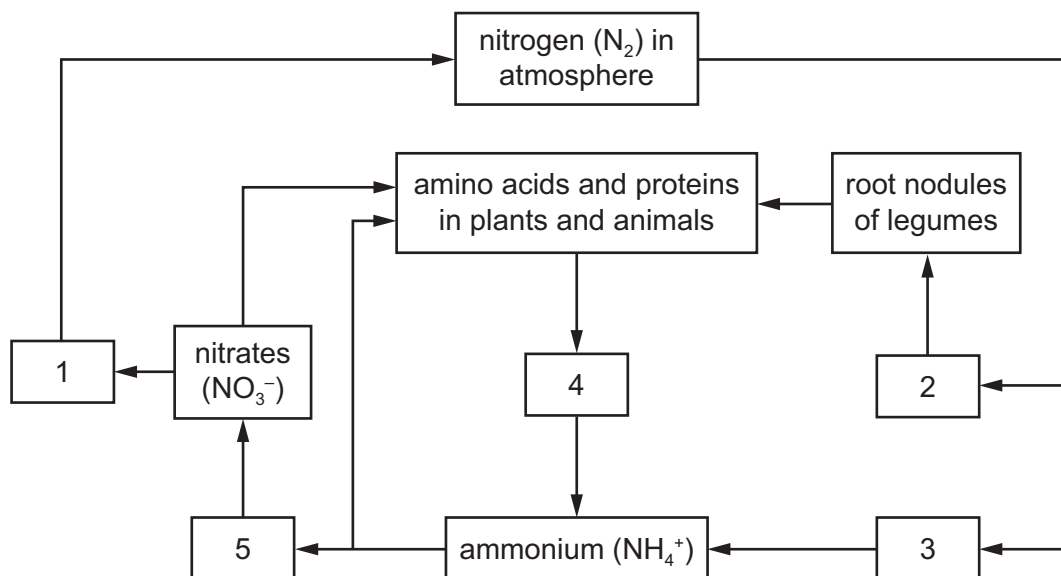 nitrogen (N₂) in
atmosphere
amino acids and proteins
in plants and animals
root nodules
of legumes
1
nitrates
(NO₃⁻)
4
2
5
ammonium (NH₄⁺)
3